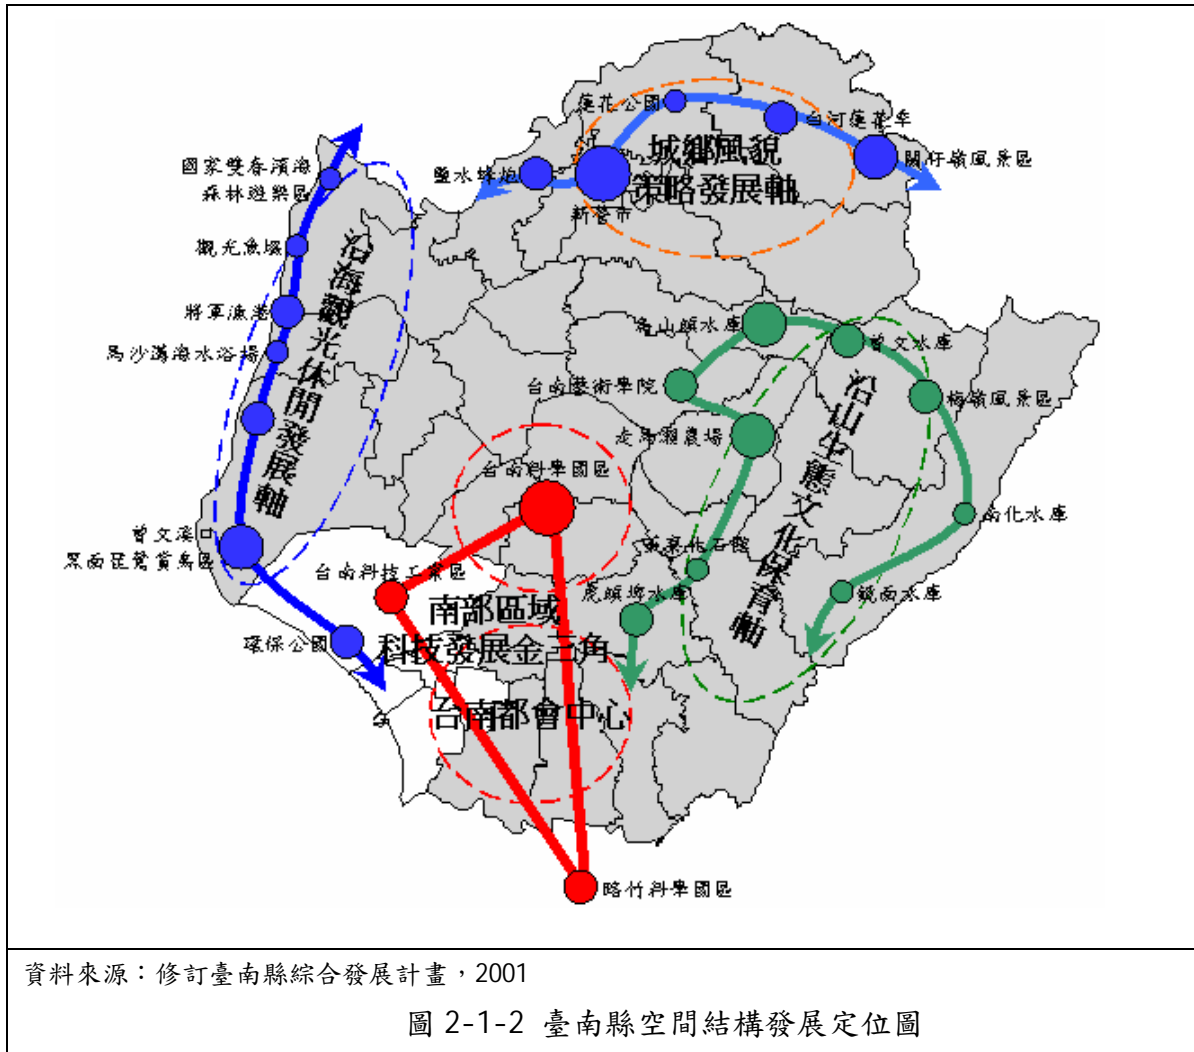 蓮花公園
白河蓮花季
城鄉風貌
策略發展軸
關仔嶺風景區
鹽水蜂炮
新營市
國家雙春濱海
森林遊樂區
觀光魚塭
將軍漁港
馬沙溝海水浴場
沿海觀光休閒發展軸
烏山頭水庫
曾文水庫
台南藝術學院
梅嶺風景區
走馬瀨農場
沿山生態文化保育軸
台南科學園區
南化水庫
曾文溪口
黑面琵鷺賞鳥區
台南科技工業區
虎頭埤水庫
鏡面水庫
南部區域
科技發展金三角
環保公園
台南都會中心
路竹科學園區
資料來源：修訂臺南縣綜合發展計畫，2001
圖 2-1-2 臺南縣空間結構發展定位圖